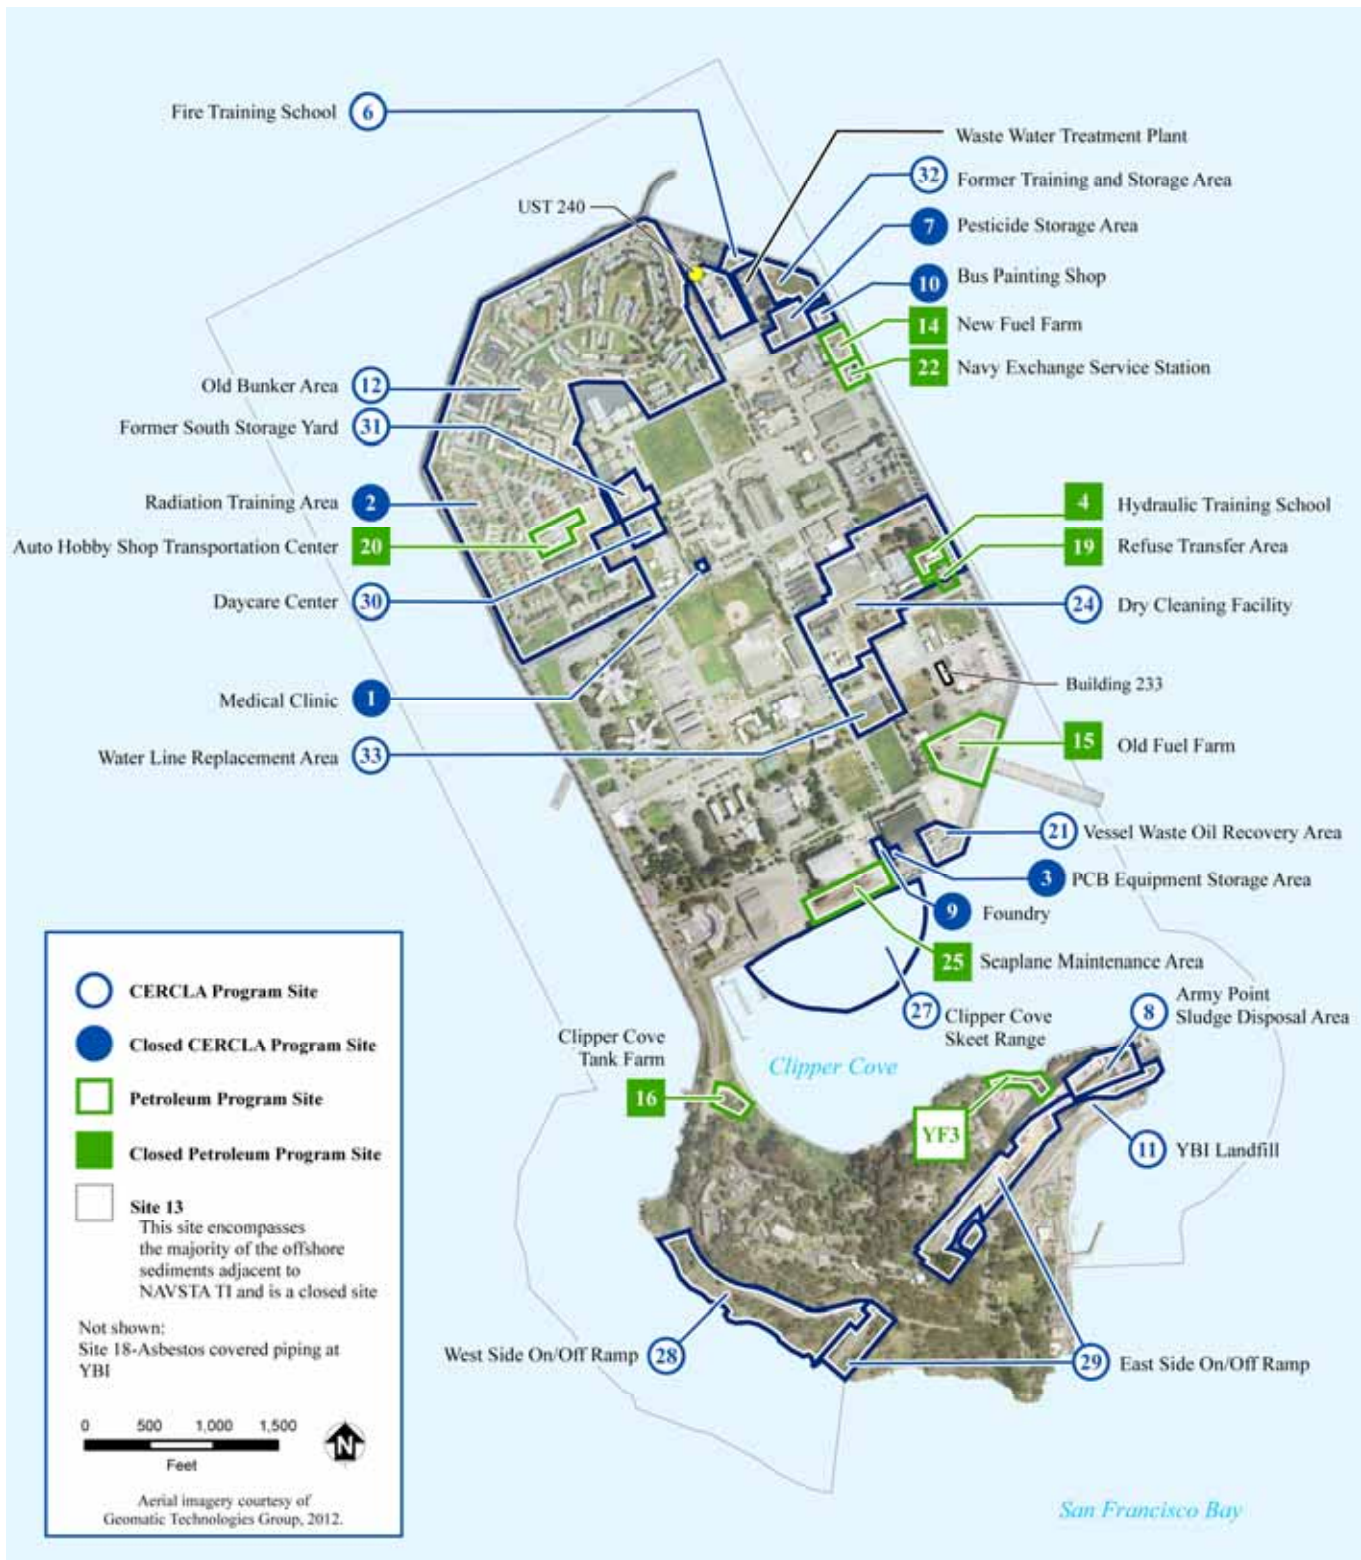 Fire Training School 6
Waste Water Treatment Plant
32 Former Training and Storage Area
UST 240
7 Pesticide Storage Area
10 Bus Painting Shop
14 New Fuel Farm
22 Navy Exchange Service Station
Old Bunker Area 12
Former South Storage Yard 31
Radiation Training Area 2
Auto Hobby Shop Transportation Center 20
Daycare Center 30
Medical Clinic 1
Water Line Replacement Area 33
4 Hydraulic Training School
19 Refuse Transfer Area
24 Dry Cleaning Facility
Building 233
15 Old Fuel Farm
21 Vessel Waste Oil Recovery Area
3 PCB Equipment Storage Area
9 Foundry
25 Seaplane Maintenance Area
27 Clipper Cove
Skeet Range
8 Army Point
Sludge Disposal Area
Clipper Cove
Tank Farm
16
Clipper Cove
YF3
11 YBI Landfill
West Side On/Off Ramp 28
29 East Side On/Off Ramp
San Francisco Bay
CERCLA Program Site
Closed CERCLA Program Site
Petroleum Program Site
Closed Petroleum Program Site
Site 13
This site encompasses
the majority of the offshore
sediments adjacent to
NAVSTA TI and is a closed site
Not shown:
Site 18-Asbestos covered piping at
YBI
0 500 1,000 1,500
Feet
N
Aerial imagery courtesy of
Geomatic Technologies Group, 2012.